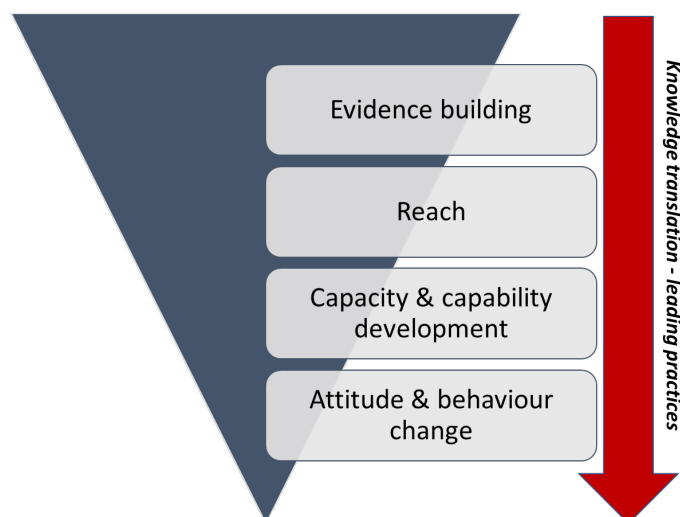 Evidence building
Reach
Capacity & capability
development
Attitude & behaviour
change
Knowledge translation - leading practices